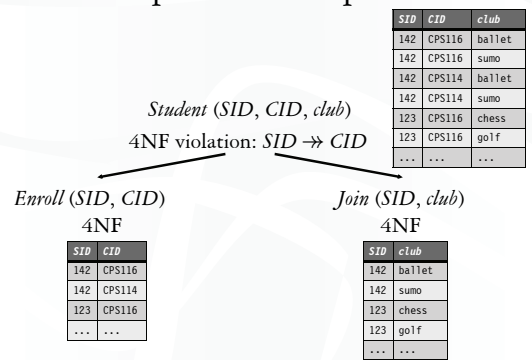 SID CID club
142 CPS116 ballet
142 CPS116 sumo
142 CPS114 ballet
142 CPS114 sumo
123 CPS116 chess
123 CPS116 golf
... ... ...
Student (SID, CID, club)
4NF violation: SID ↠ CID
Enroll (SID, CID)
4NF
SID CID
142 CPS116
142 CPS114
123 CPS116
... ...
Join (SID, club)
4NF
SID club
142 ballet
142 sumo
123 chess
123 golf
... ...